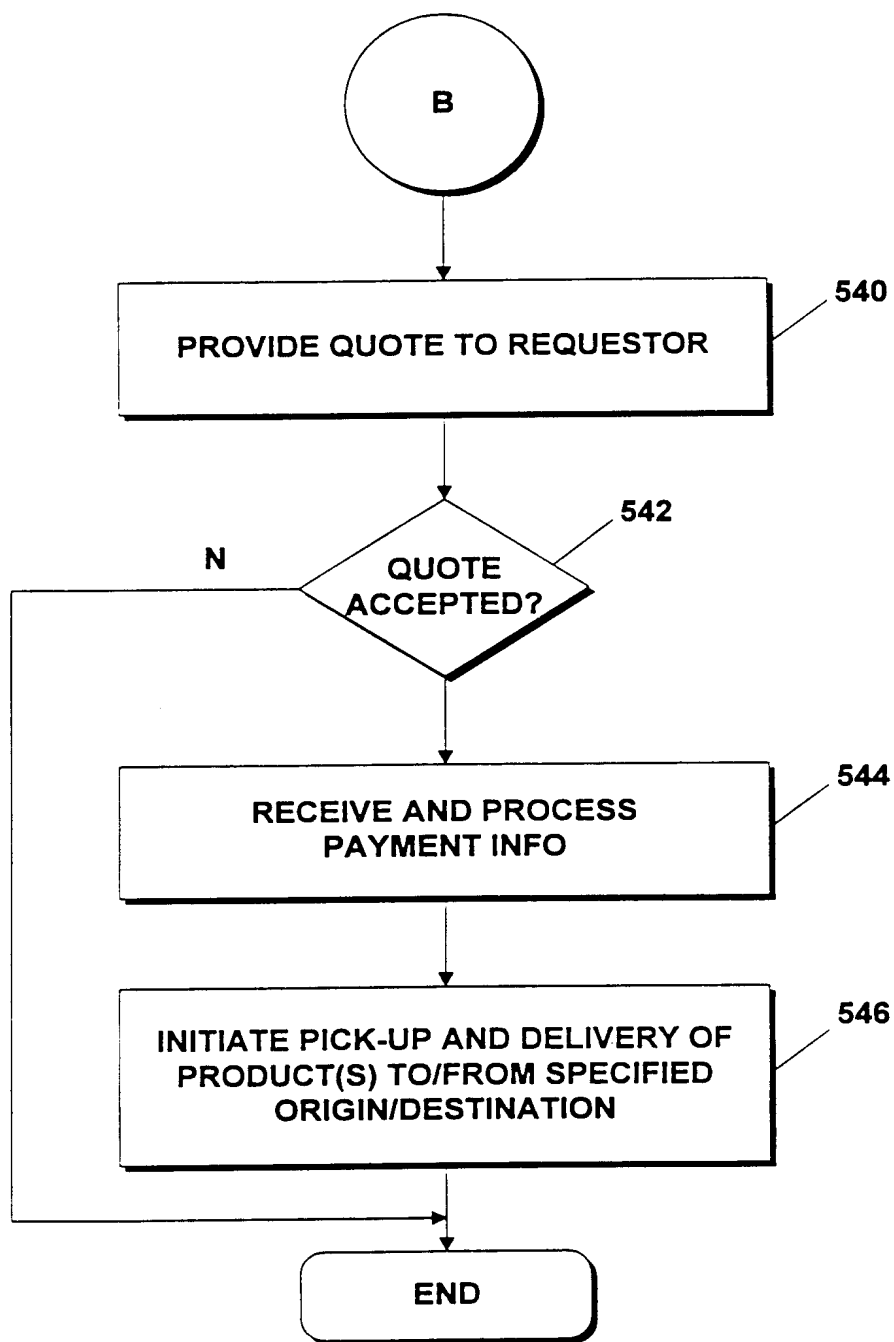 B
540
PROVIDE QUOTE TO REQUESTOR
542
N
QUOTE
ACCEPTED?
544
RECEIVE AND PROCESS
PAYMENT INFO
546
INITIATE PICK-UP AND DELIVERY OF
PRODUCT(S) TO/FROM SPECIFIED
ORIGIN/DESTINATION
END